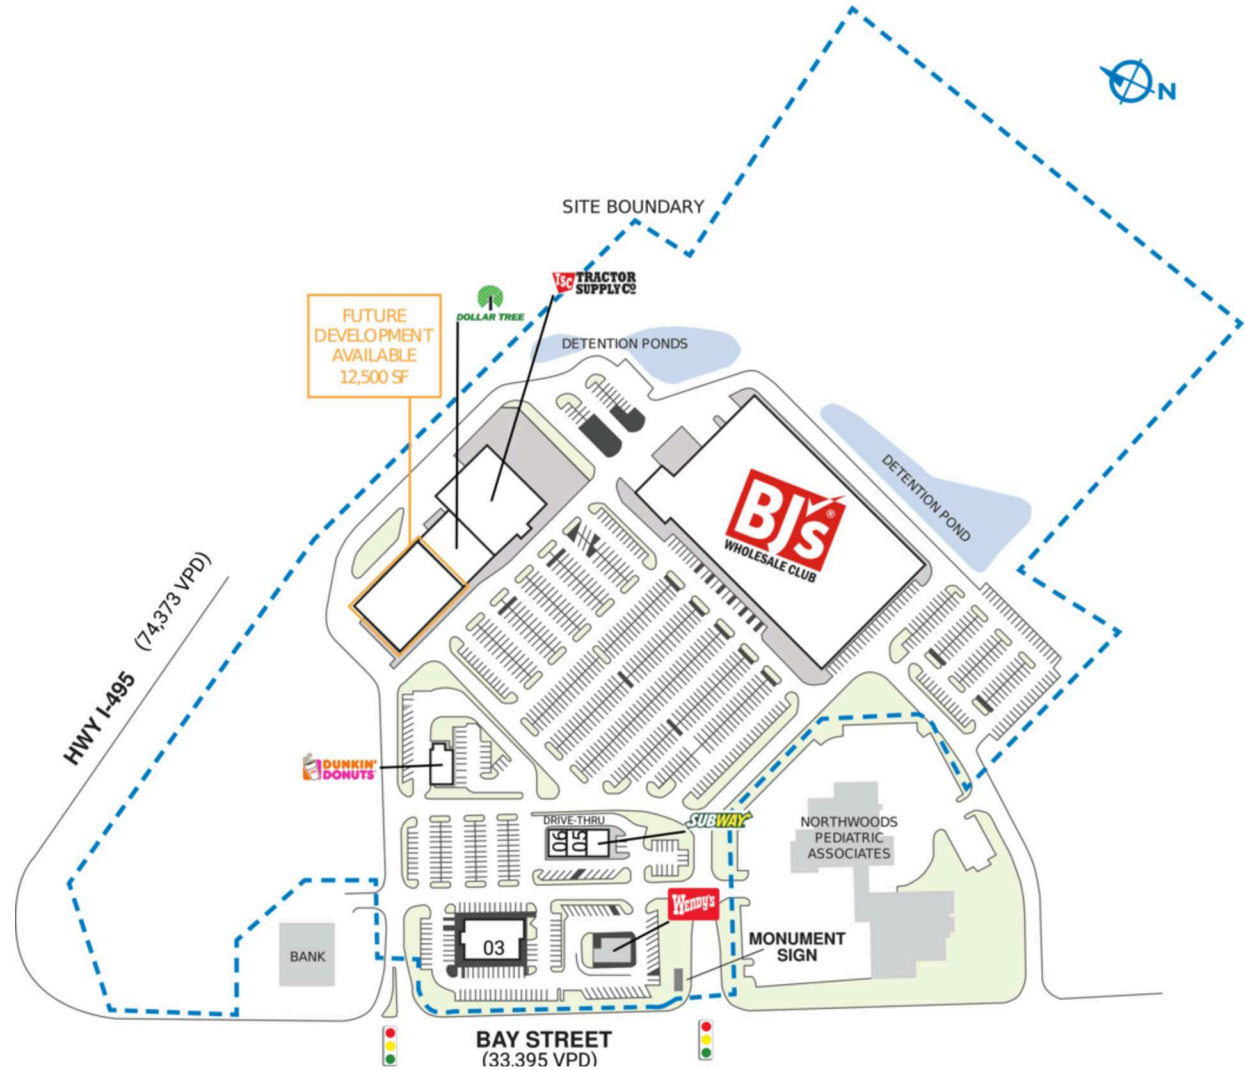 N
SITE BOUNDARY
TSC TRACTOR
SUPPLY CO
DOLLAR TREE
FUTURE
DEVELOPMENT
AVAILABLE
12,500 SF
DETENTION PONDS
BJ's
®
WHOLESALE CLUB
DETENTION POND
HWY I-495 (74,373 VPD)
DUNKIN'
DONUTS
DRIVE-THRU
06
05
SUBWAY
NORTHWOODS
PEDIATRIC
ASSOCIATES
WENDY'S
BANK
03
MONUMENT
SIGN
BAY STREET
(33,395 VPD)